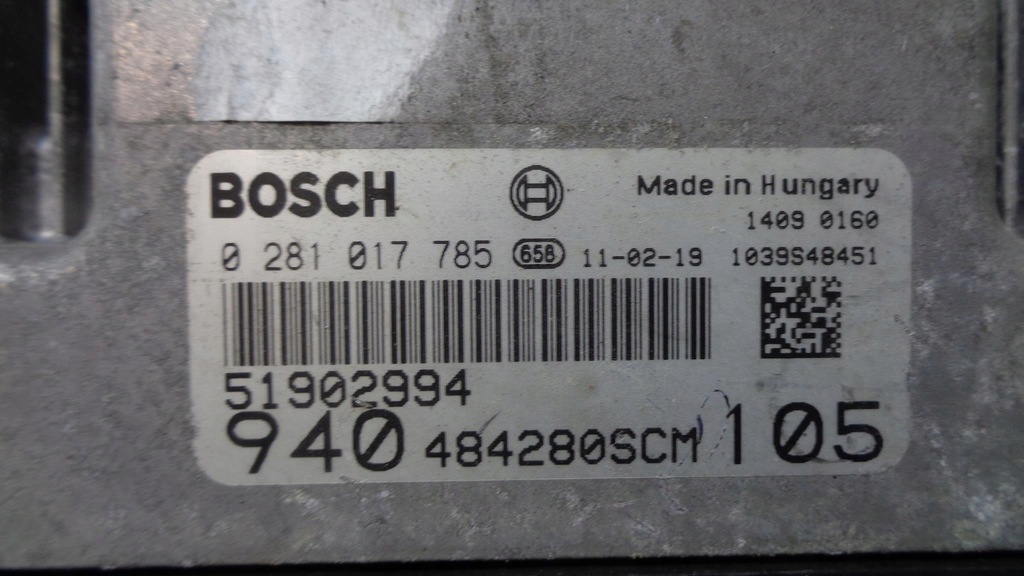 BOSCH Made in Hungary
1409 0160
0 281 017 785 658 11-02-19 1039S48451
51902994
940 484280SCM 105